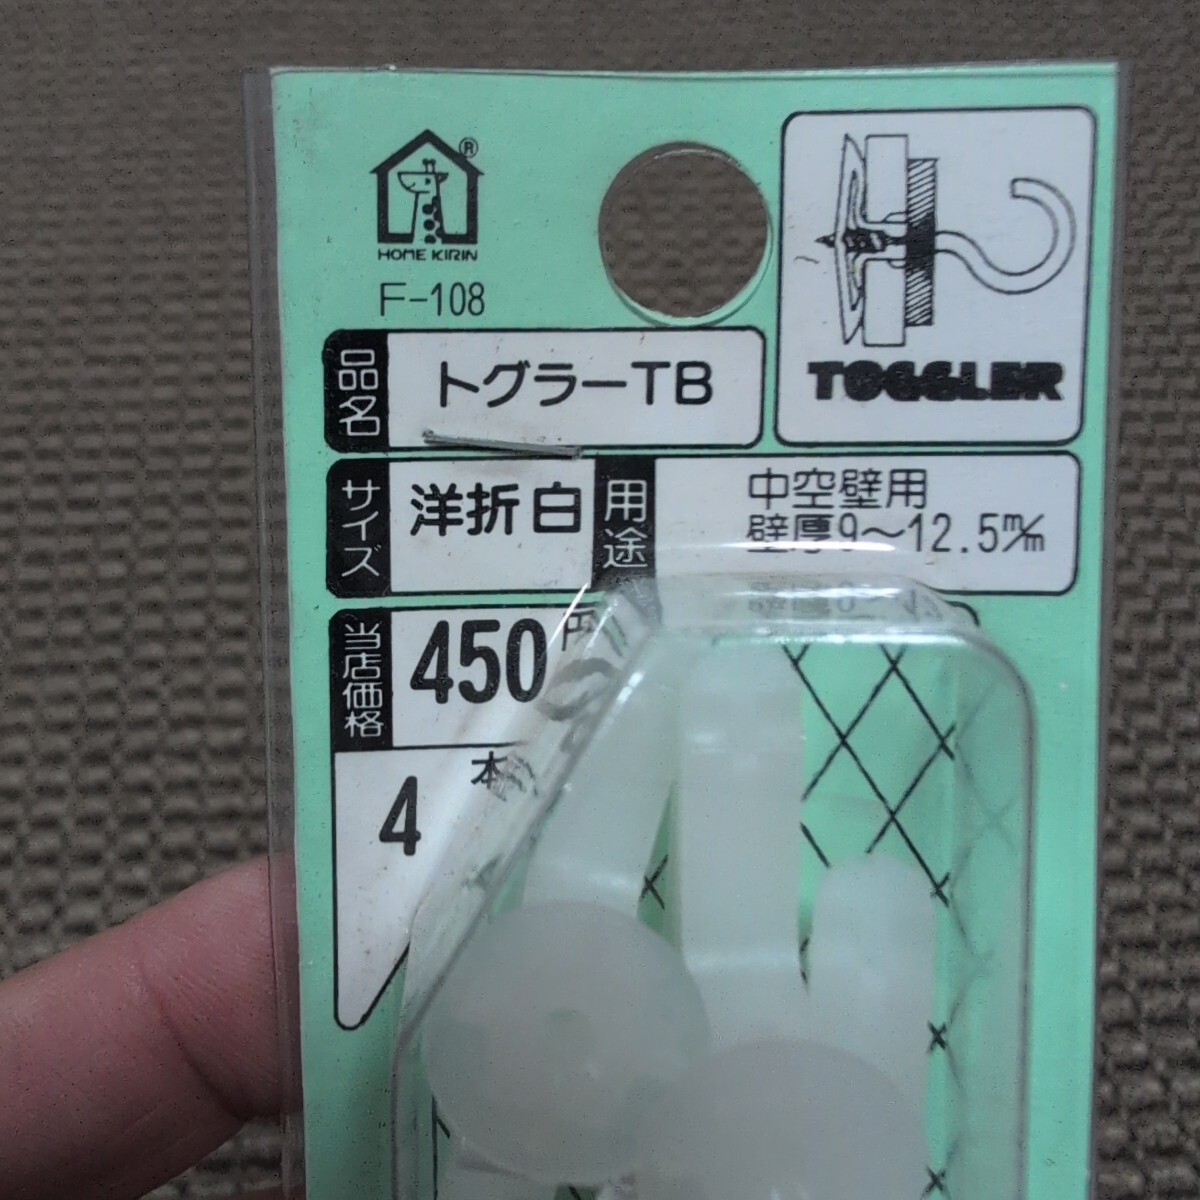 HOME KIRIN
F-108
TOGGLER
品名
トグラーTB
サイズ
洋折 白
用途
中空壁用
壁厚9〜12.5m/m
当店価格
450円
4本